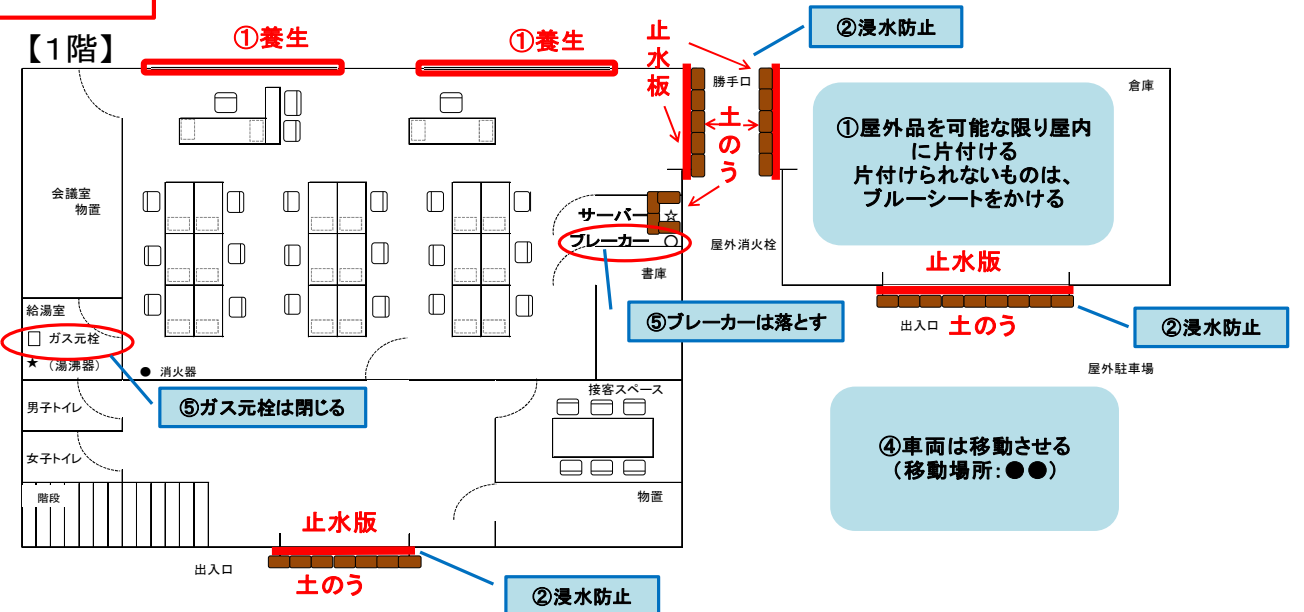 【1階】
①養生
①養生
止水板
②浸水防止
勝手口
土のう
倉庫
①屋外品を可能な限り屋内
に片付ける
片付けられないものは、
ブルーシートをかける
会議室
物置
サーバー ☆
ブレーカー ○
屋外消火栓
書庫
止水版
給湯室
ガス元栓
★ (湯沸器)
⑤ブレーカーは落とす
出入口
土のう
②浸水防止
● 消火器
屋外駐車場
男子トイレ
⑤ガス元栓は閉じる
接客スペース
④車両は移動させる
(移動場所:●●)
女子トイレ
階段
物置
止水版
出入口
土のう
②浸水防止